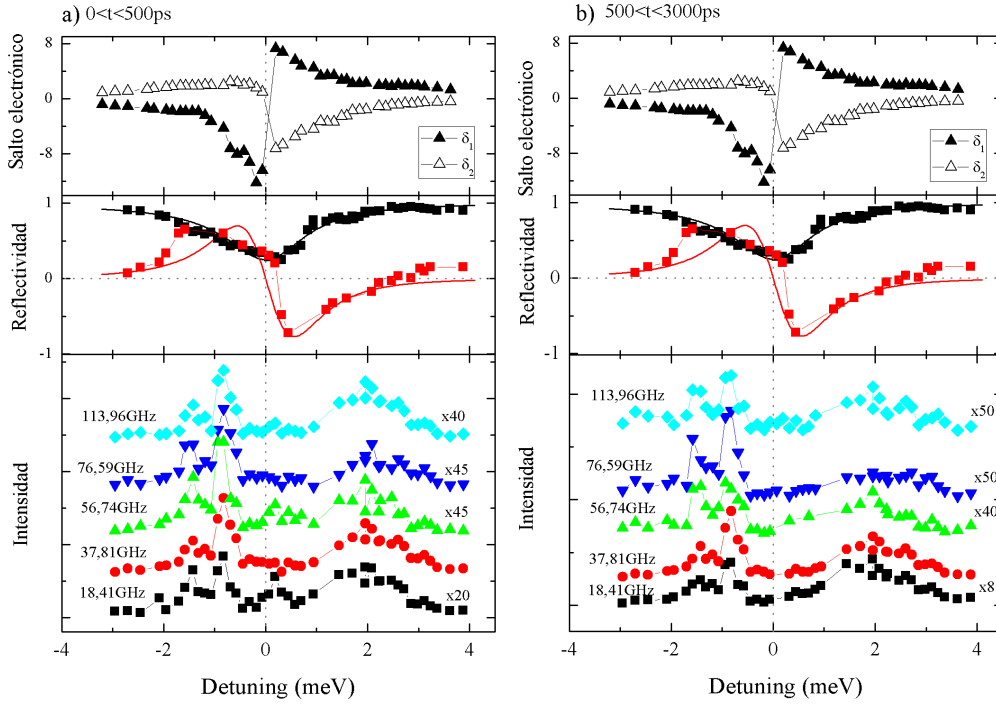 a) 0<t<500ps
Salto electrónico
8
0
-8
δ1
δ2
Reflectividad
1
0
-1
Intensidad
113,96GHz
x40
76,59GHz
x45
56,74GHz
x45
37,81GHz
18,41GHz
x20
-4
-2
0
2
4
Detuning (meV)
b) 500<t<3000ps
Salto electrónico
8
0
-8
δ1
δ2
Reflectividad
1
0
-1
Intensidad
113,96GHz
x50
76,59GHz
x50
56,74GHz
x40
37,81GHz
18,41GHz
x8
-4
-2
0
2
4
Detuning (meV)